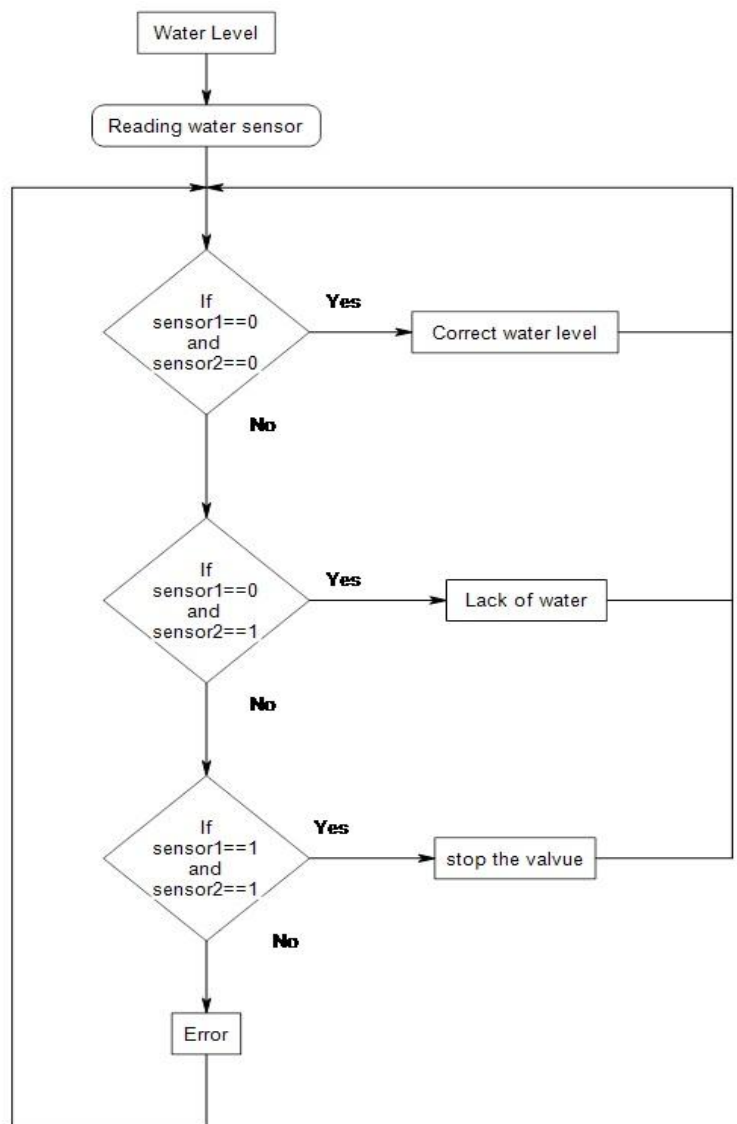 Water Level
Reading water sensor
If
sensor1==0
and
sensor2==0
Yes
Correct water level
No
If
sensor1==0
and
sensor2==1
Yes
Lack of water
No
If
sensor1==1
and
sensor2==1
Yes
stop the valvue
No
Error